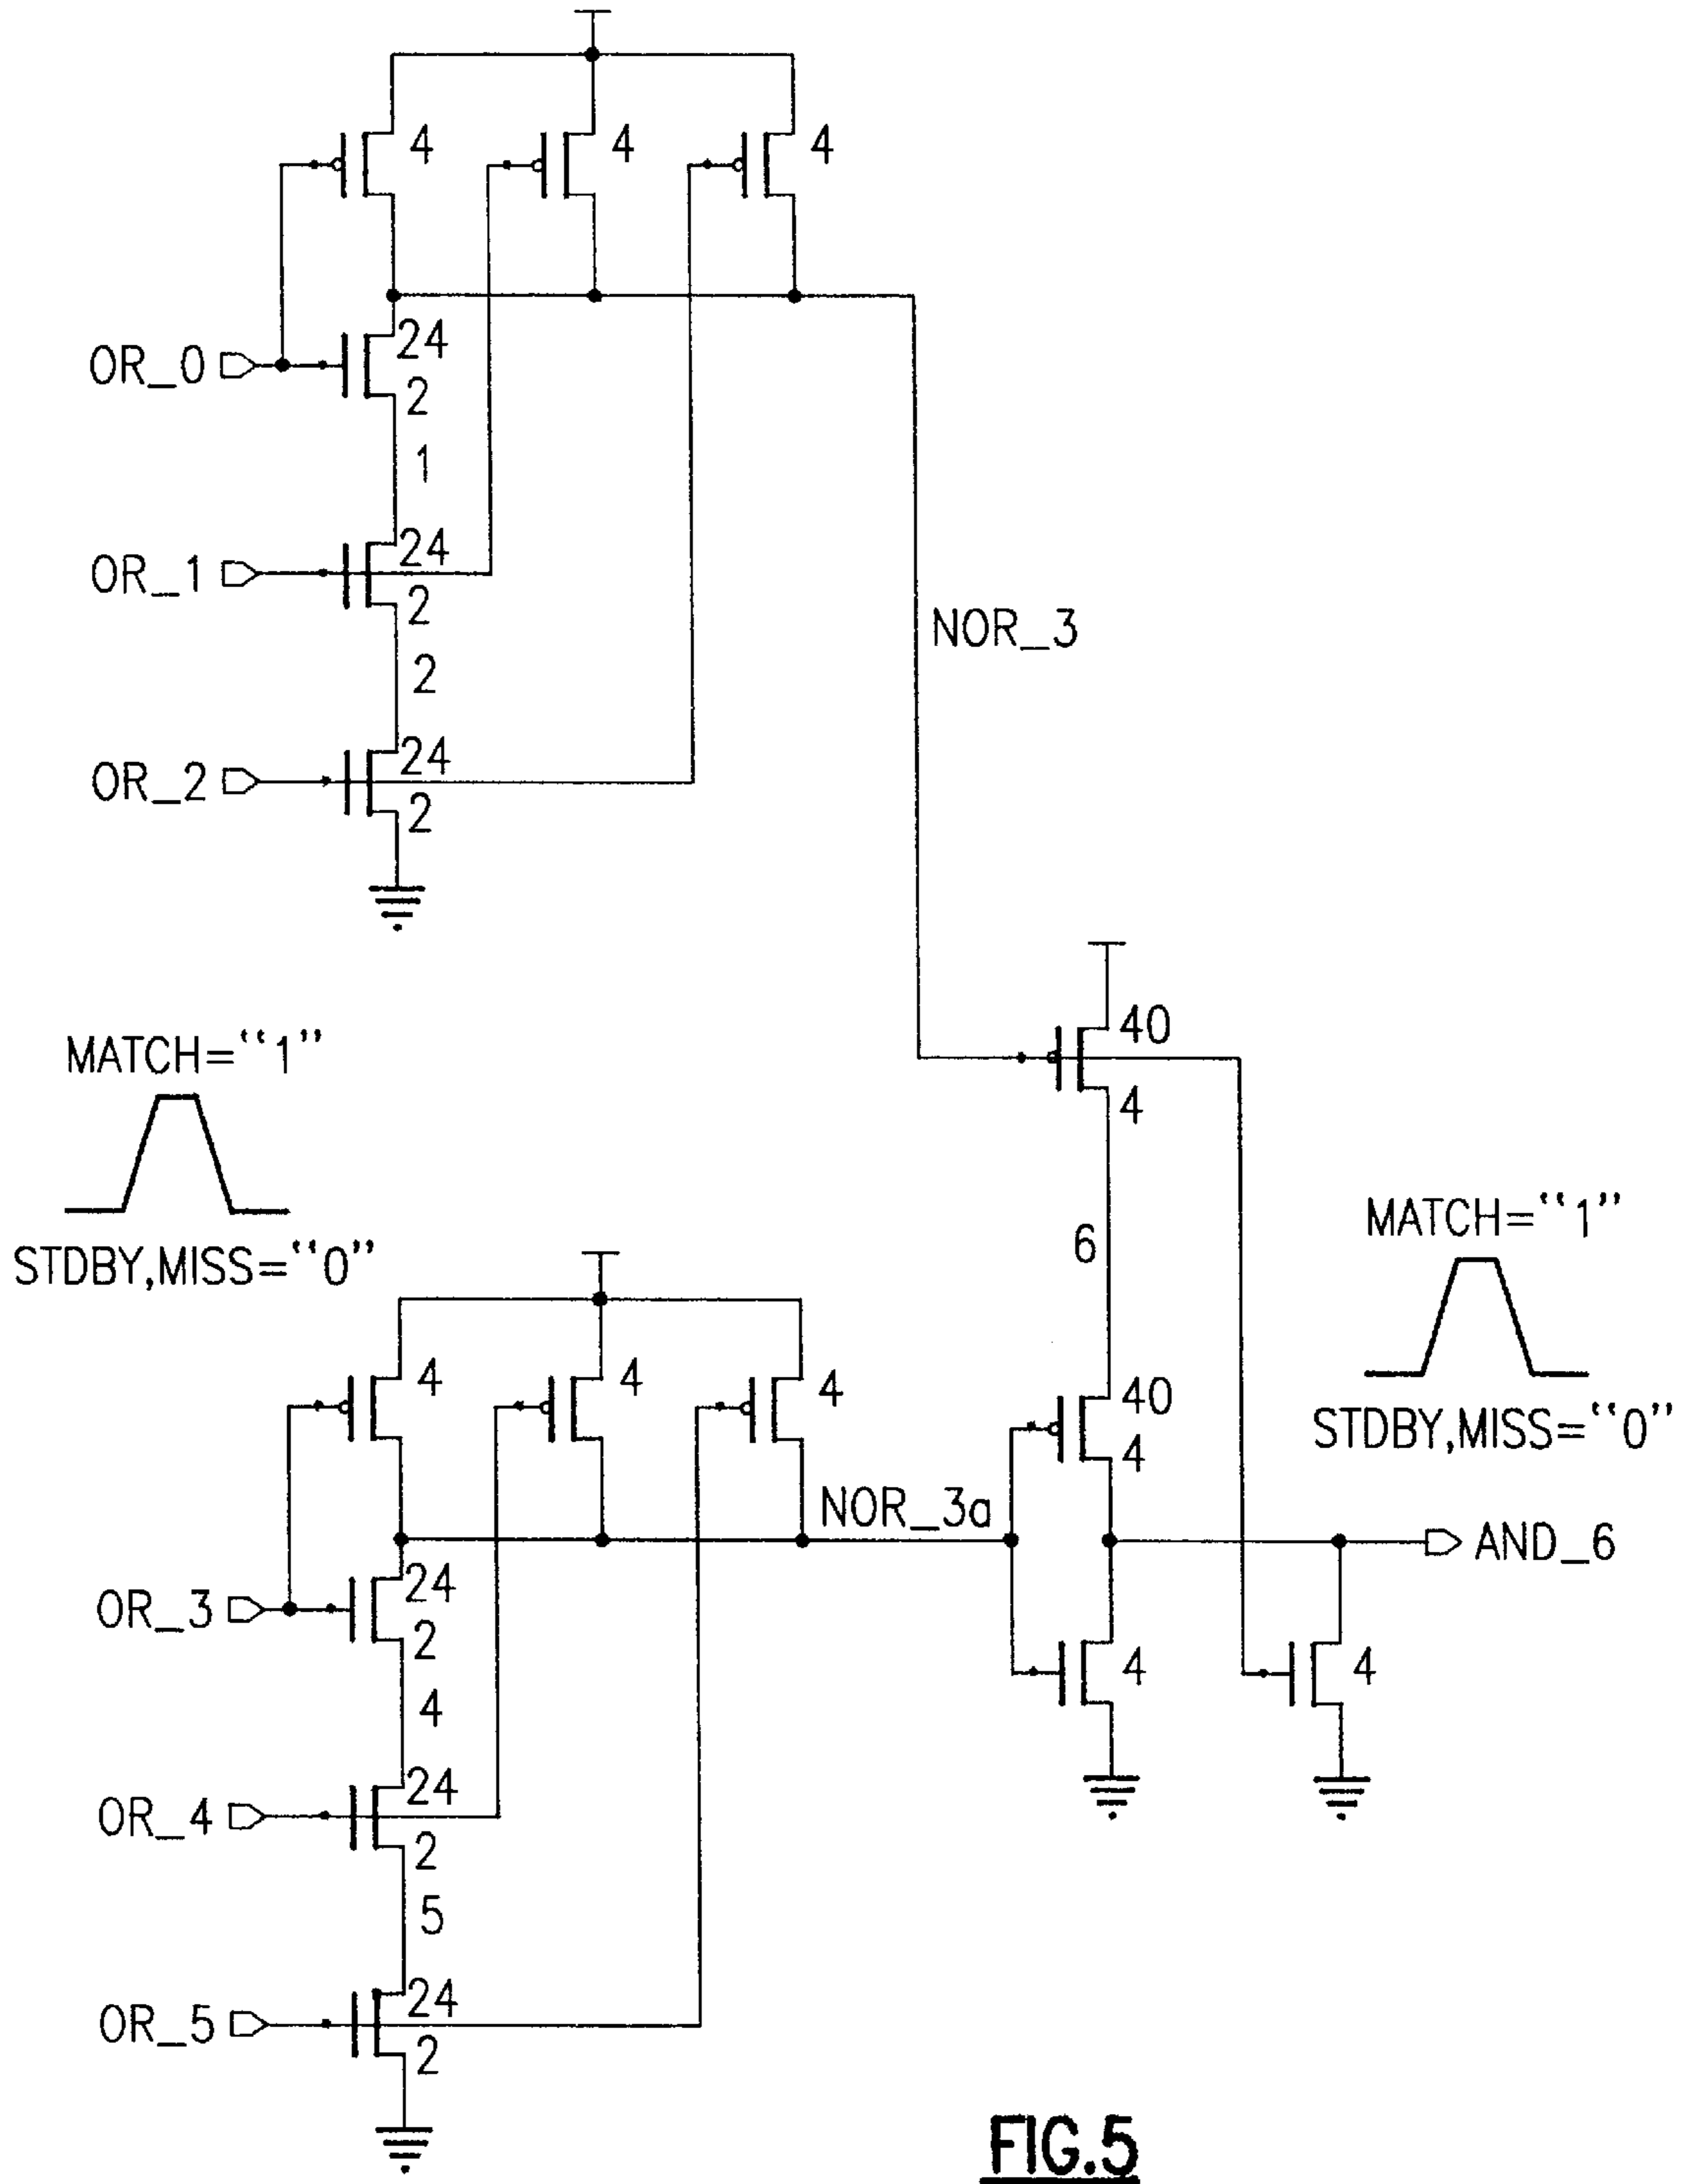 4 4 4
24
OR_0
2
1
24
OR_1
2
NOR_3
2
24
OR_2
2
40
MATCH=“1”
4
MATCH=“1”
6
STDBY,MISS=“0”
4 4 4
40
STDBY,MISS=“0”
4
NOR_3a
AND_6
24
OR_3
2
4 4
4
24
OR_4
2
5
24
OR_5
2
FIG.5